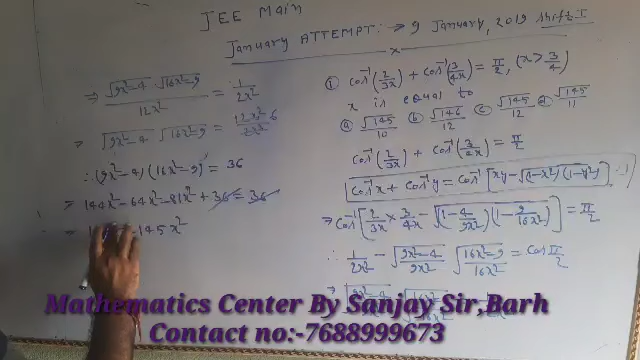 JEE Main
January ATTEMPT :-> 9 January, 2019 Shift-I
⇒ √(9x²-4) · √(16x²-9) / 12x² = 1/2x²
⇒ √(9x²-4) √(16x²-9) = 12x² 6 / 2x²
∴ (9x²-4)(16x²-9) = 36
⇒ 144x² - 64x² - 81x² + 36 = 36
= 145x²
① Cos⁻¹(2/3x) + Cos⁻¹(3/4x) = π/2, (x > 3/4)
x is equal to
ⓐ √145/10 ⓑ √146/12 ⓒ √145/12 ⓓ √145/11
Cos⁻¹(2/3x) + Cos⁻¹(3/4x) = π/2
Cos⁻¹x + Cos⁻¹y = Cos⁻¹[xy - √(1-x²)(1-y²)]
⇒ Cos⁻¹[2/3x × 3/4x - √(1-4/9x²)(1-9/16x²)] = π/2
∴ 1/2x² - √(9x²-4 / 9x²) √(16x²-9 / 16x²) = Cos π/2
Mathematics Center By Sanjay Sir,Barh
Contact no:-7688999673